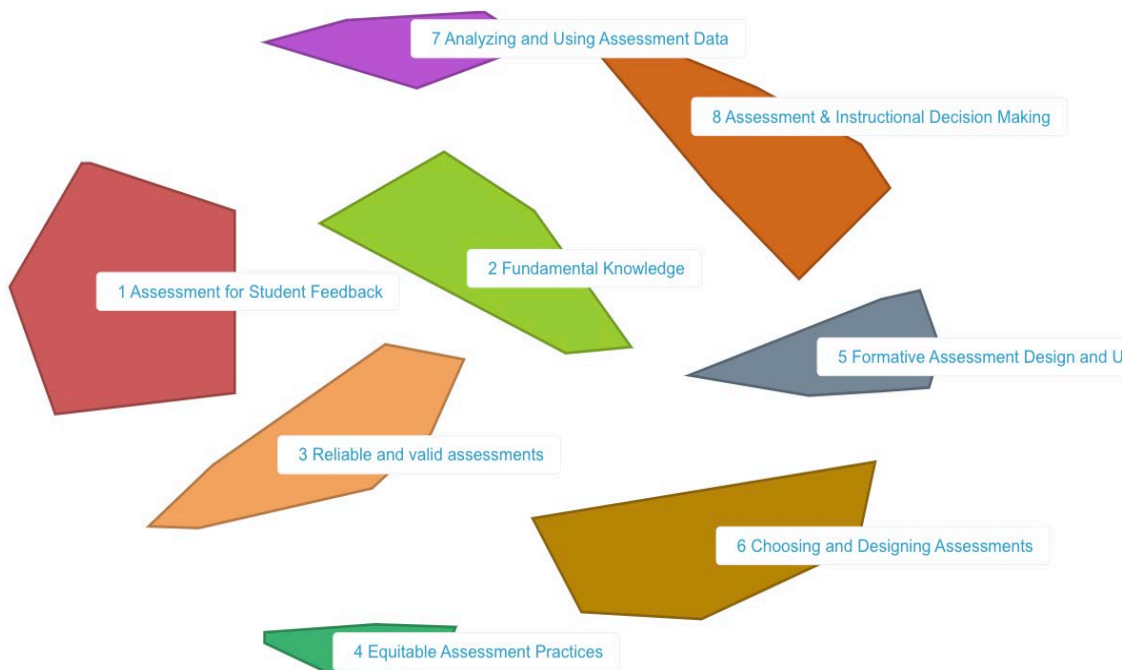 7 Analyzing and Using Assessment Data
8 Assessment & Instructional Decision Making
2 Fundamental Knowledge
1 Assessment for Student Feedback
5 Formative Assessment Design and U
3 Reliable and valid assessments
6 Choosing and Designing Assessments
4 Equitable Assessment Practices